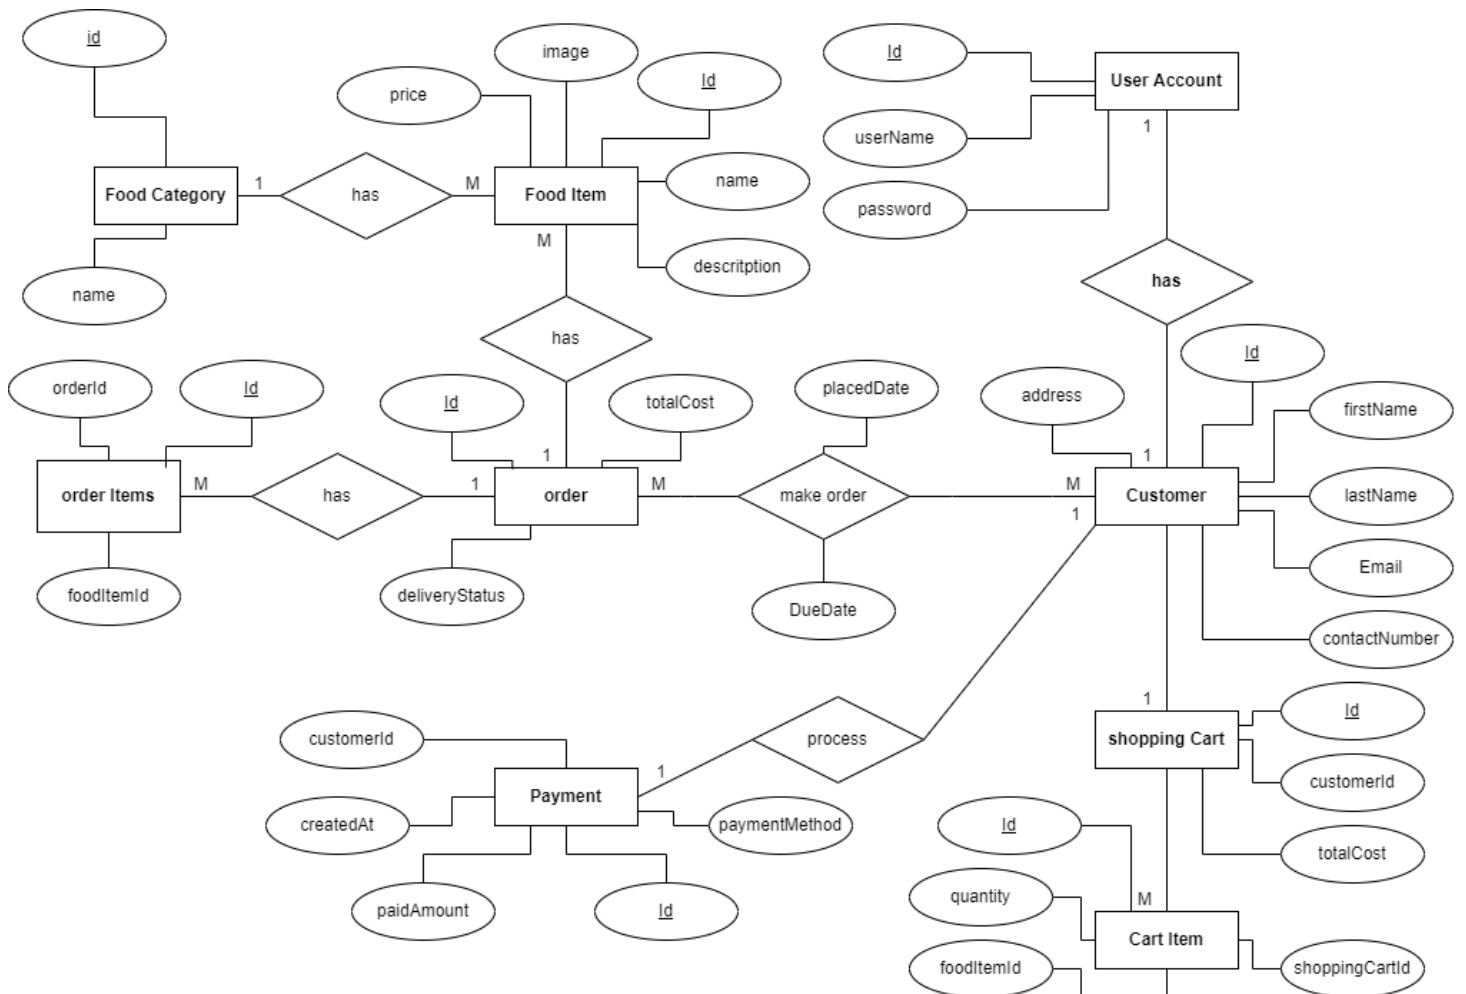 id
image
Id
Id
User Account
price
1
userName
name
Food Category
1
has
M
Food Item
password
M
descritption
name
has
has
Id
orderId
Id
Id
totalCost
placedDate
address
firstName
1
1
order Items
M
has
1
order
M
make order
M
Customer
lastName
1
Email
foodItemId
deliveryStatus
DueDate
contactNumber
1
Id
customerId
process
shopping Cart
1
Payment
customerId
createdAt
paymentMethod
Id
totalCost
quantity
M
paidAmount
Id
Cart Item
foodItemId
shoppingCartId